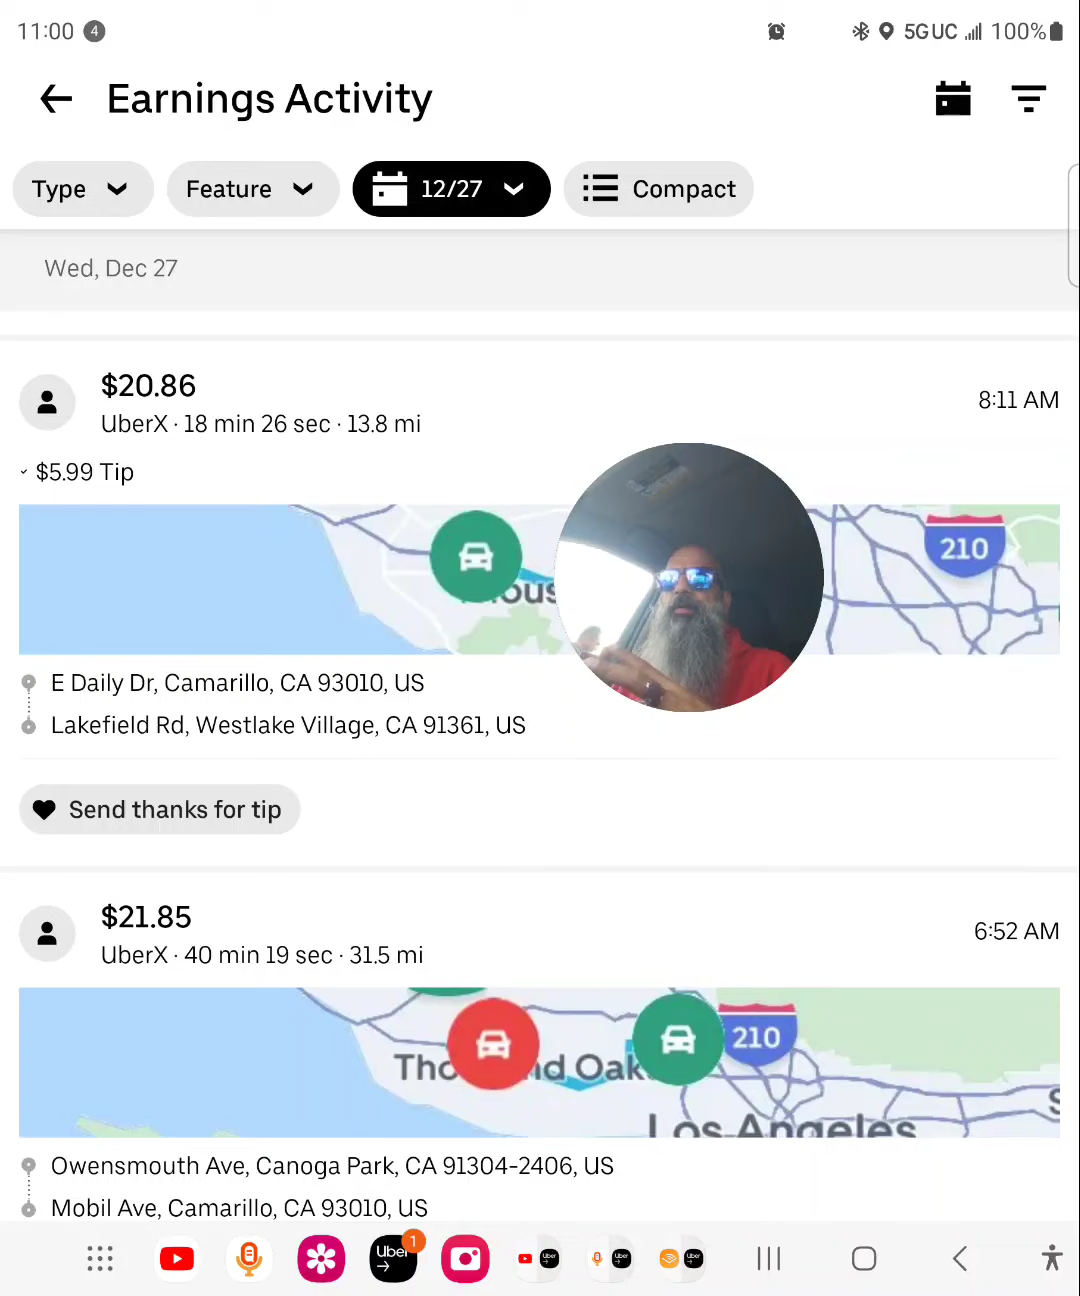 11:00 4 5G UC 100%
Earnings Activity
Type Feature 12/27 Compact
Wed, Dec 27
$20.86
8:11 AM
UberX · 18 min 26 sec · 13.8 mi
$5.99 Tip
210
E Daily Dr, Camarillo, CA 93010, US
Lakefield Rd, Westlake Village, CA 91361, US
Send thanks for tip
$21.85
6:52 AM
UberX · 40 min 19 sec · 31.5 mi
210
Los Angeles
Owensmouth Ave, Canoga Park, CA 91304-2406, US
Mobil Ave, Camarillo, CA 93010, US
Uber 1